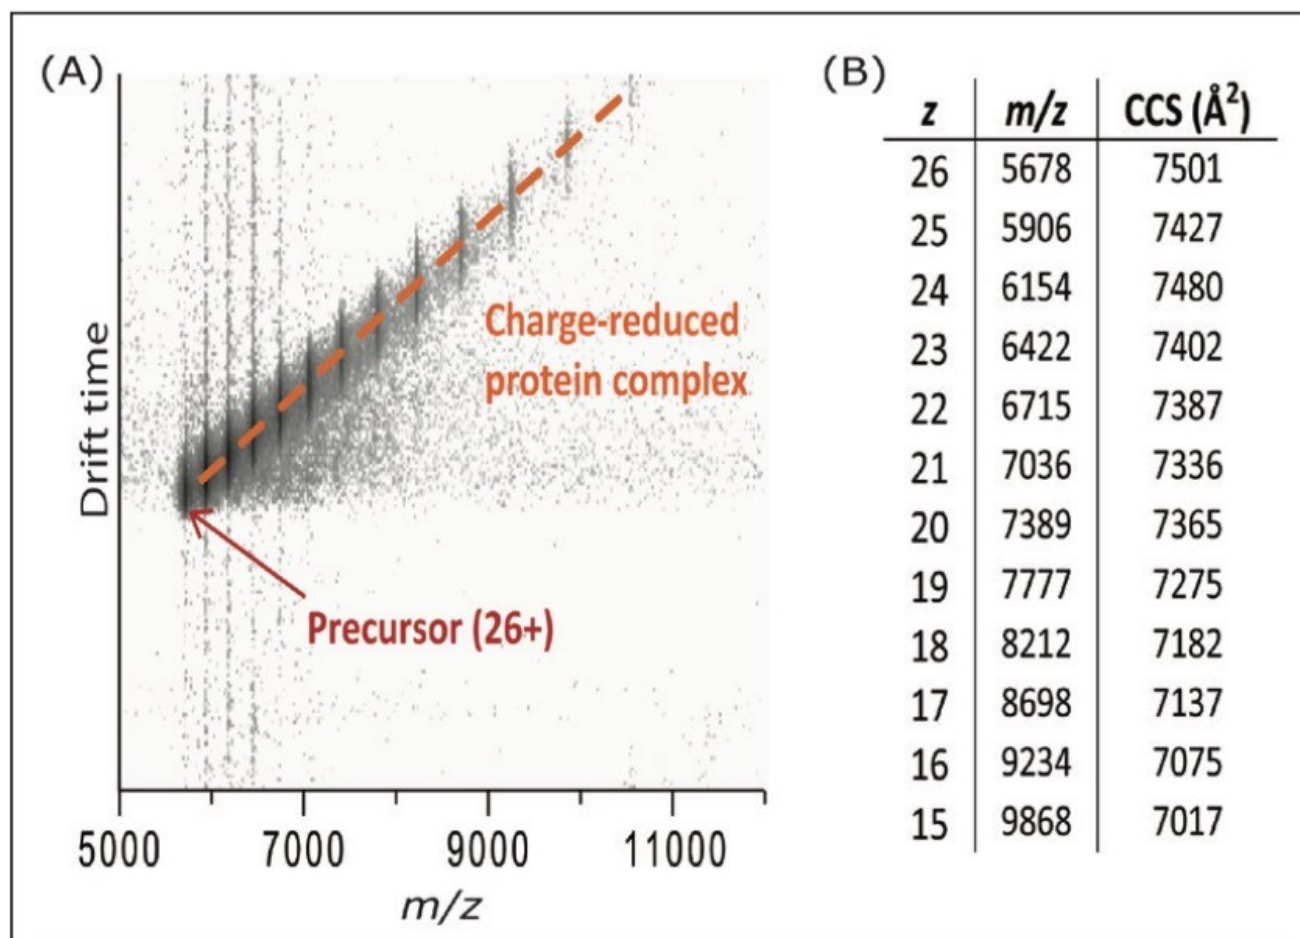 (A)
Drift time
Charge-reduced
protein complex
Precursor (26+)
5000 7000 9000 11000
m/z
(B)
z m/z CCS (Å²)
26 5678 7501
25 5906 7427
24 6154 7480
23 6422 7402
22 6715 7387
21 7036 7336
20 7389 7365
19 7777 7275
18 8212 7182
17 8698 7137
16 9234 7075
15 9868 7017